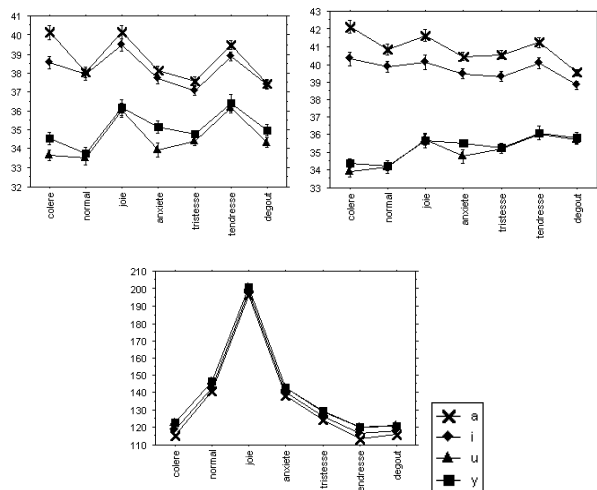 41
40
39
38
37
36
35
34
33
32
colere
normal
joie
anxiete
tristesse
tendresse
degout
43
42
41
40
39
38
37
36
35
34
33
colere
normal
joie
anxiete
tristesse
tendresse
degout
210
200
190
180
170
160
150
140
130
120
110
colere
normal
joie
anxiete
tristesse
tendresse
degout
a
i
u
y